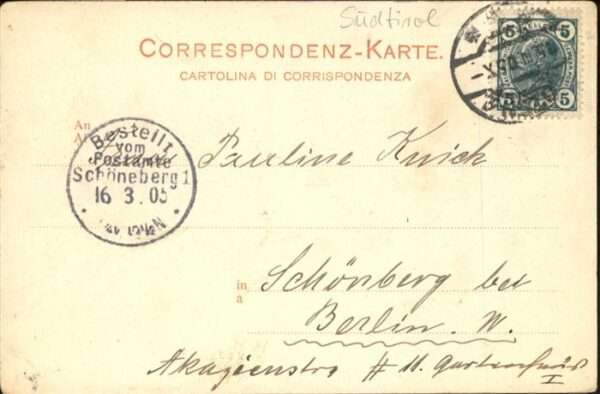 Südtirol
CORRESPONDENZ-KARTE.
CARTOLINA DI CORRISPONDENZA
5 5
5 5
An
Bestellt
vom
Postamte
Schöneberg 1
16 3. 05
Pauline Knick
in
a
Schönberg bei
Berlin. W.
Akazienstr # 11. Gartenhaus
I